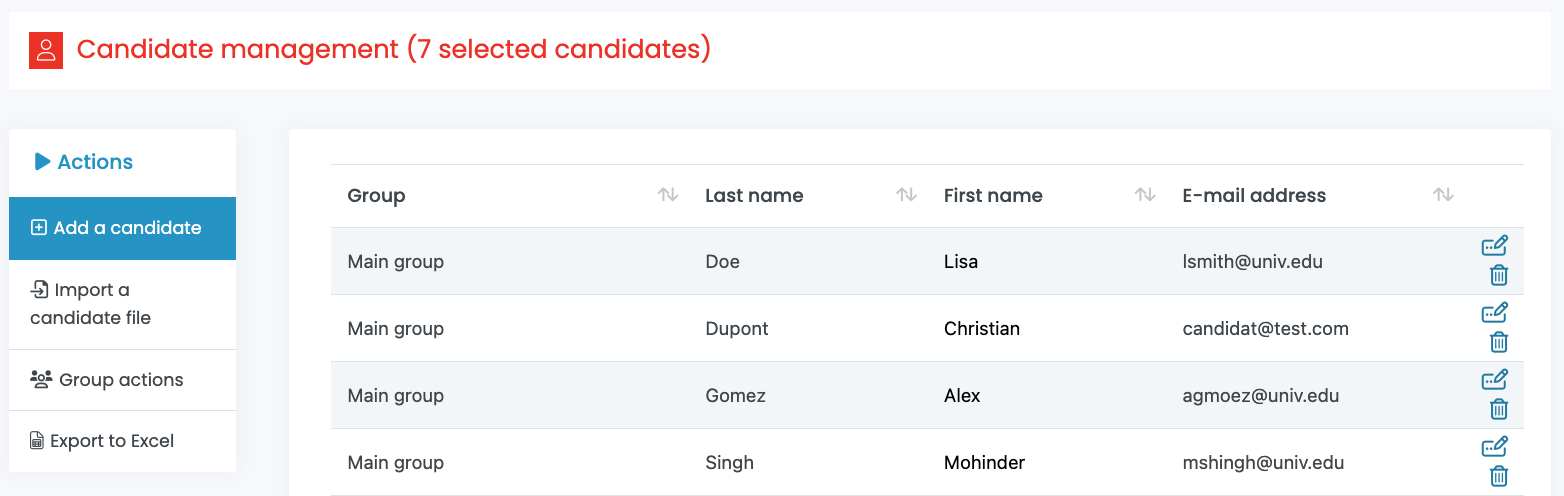 Candidate management (7 selected candidates)
Actions
Add a candidate
Import a
candidate file
Group actions
Export to Excel
Group Last name First name E-mail address
Main group Doe Lisa lsmith@univ.edu
Main group Dupont Christian candidat@test.com
Main group Gomez Alex agmoez@univ.edu
Main group Singh Mohinder mshingh@univ.edu